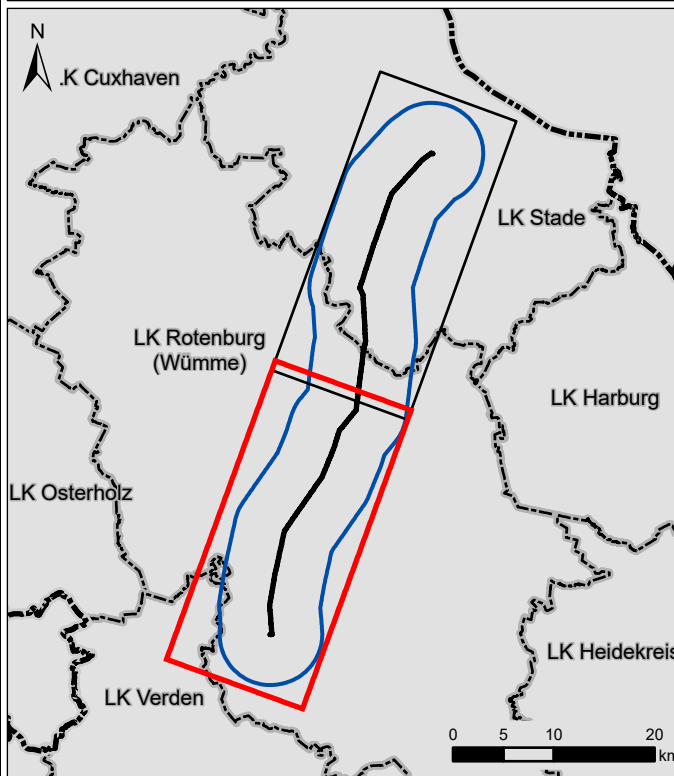 N
.K Cuxhaven
LK Stade
LK Rotenburg
(Wümme)
LK Harburg
LK Osterholz
LK Heidekreis
LK Verden
0 5 10 20
km